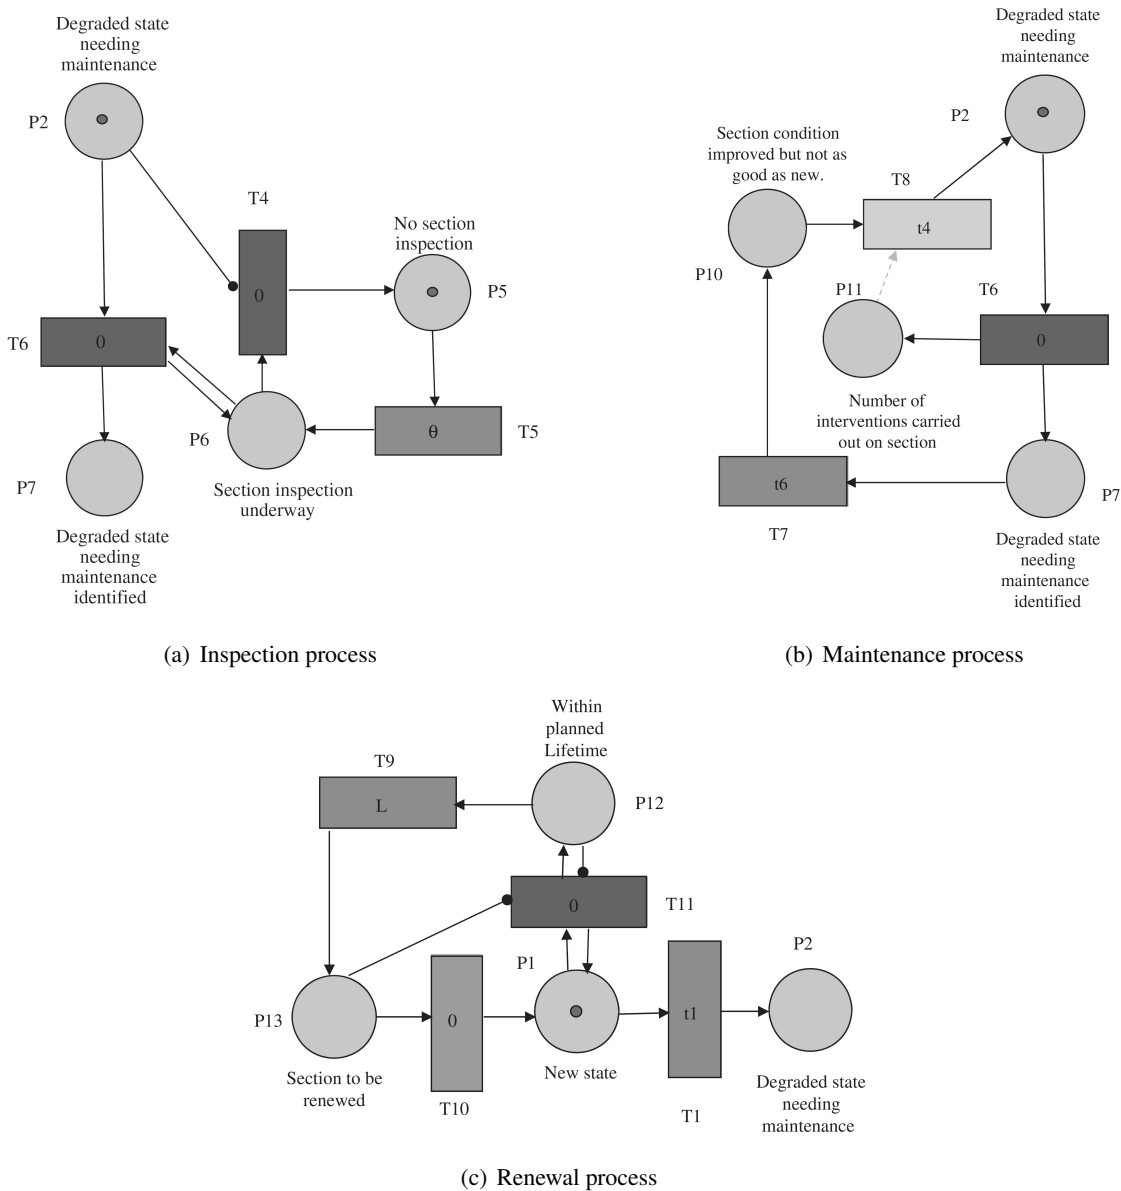 Degraded state
needing
maintenance
P2
T4
0
No section
inspection
P5
T6
0
P6
θ
T5
P7
Section inspection
underway
Degraded state
needing
maintenance
identified
(a) Inspection process
Degraded state
needing
maintenance
P2
Section condition
improved but not as
good as new.
T8
t4
P10
P11
T6
0
Number of
interventions carried
out on section
t6
T7
P7
Degraded state
needing
maintenance
identified
(b) Maintenance process
Within
planned
Lifetime
T9
L
P12
0
T11
P1
P2
P13
0
t1
Section to be
renewed
New state
T10
T1
Degraded state
needing
maintenance
(c) Renewal process